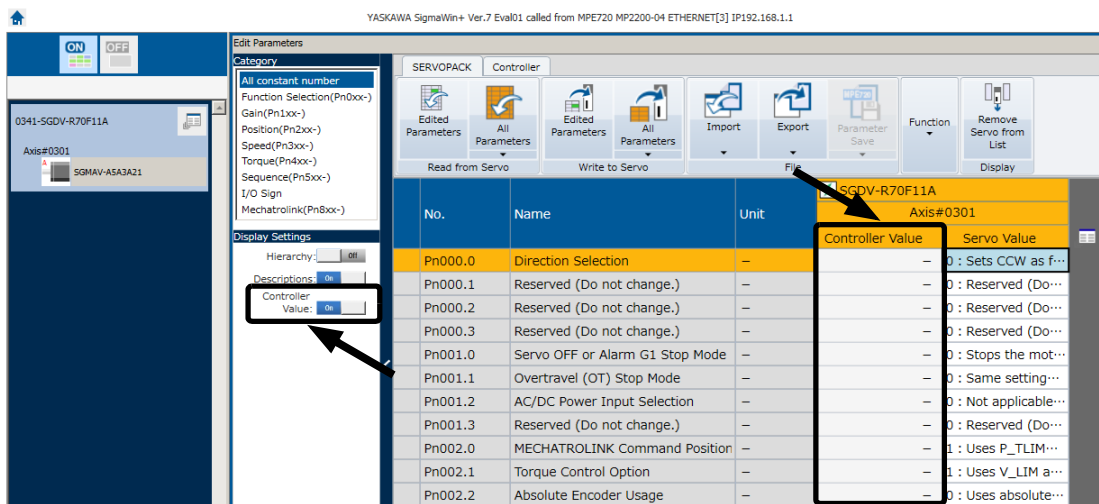 YASKAWA SigmaWin+ Ver.7 Eval01 called from MPE720 MP2200-04 ETHERNET[3] IP192.168.1.1
ON
OFF
0341-SGDV-R70F11A
Axis#0301
A
SGMAV-A5A3A21
Edit Parameters
Category
All constant number
Function Selection(Pn0xx-)
Gain(Pn1xx-)
Position(Pn2xx-)
Speed(Pn3xx-)
Torque(Pn4xx-)
Sequence(Pn5xx-)
I/O Sign
Mechatrolink(Pn8xx-)
Display Settings
Hierarchy: Off
Descriptions: On
Controller
Value: On
SERVOPACK Controller
Edited
Parameters
All
Parameters
Read from Servo
Edited
Parameters
All
Parameters
Write to Servo
Import
Export
Parameter
Save
File
Function
Remove
Servo from
List
Display
No. Name Unit
SGDV-R70F11A
Axis#0301
Controller Value Servo Value
Pn000.0 Direction Selection – – 0 : Sets CCW as f···
Pn000.1 Reserved (Do not change.) – – 0 : Reserved (Do···
Pn000.2 Reserved (Do not change.) – – 0 : Reserved (Do···
Pn000.3 Reserved (Do not change.) – – 0 : Reserved (Do···
Pn001.0 Servo OFF or Alarm G1 Stop Mode – – 0 : Stops the mot···
Pn001.1 Overtravel (OT) Stop Mode – – 0 : Same setting···
Pn001.2 AC/DC Power Input Selection – – 0 : Not applicable···
Pn001.3 Reserved (Do not change.) – – 0 : Reserved (Do···
Pn002.0 MECHATROLINK Command Position – – 1 : Uses P_TLIM···
Pn002.1 Torque Control Option – – 1 : Uses V_LIM a···
Pn002.2 Absolute Encoder Usage – – 0 : Uses absolute···